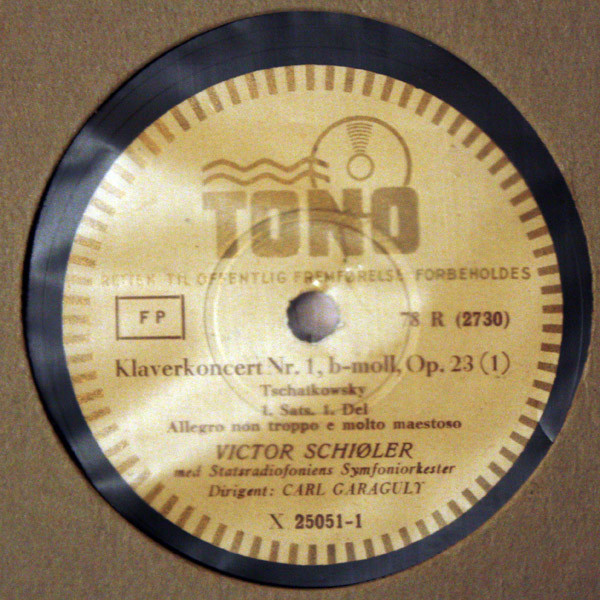 TONO
RETTEN TIL OFFENTLIG FREMFØRELSE FORBEHOLDES
FP
78 R (2730)
Klaverkoncert Nr. 1, b-moll, Op. 23 (1)
Tschaikowsky
1. Sats. 1. Del
Allegro non troppo e molto maestoso
VICTOR SCHIØLER
med Statsradiofoniens Symfoniorkester
Dirigent: CARL GARAGULY
X 25051-1